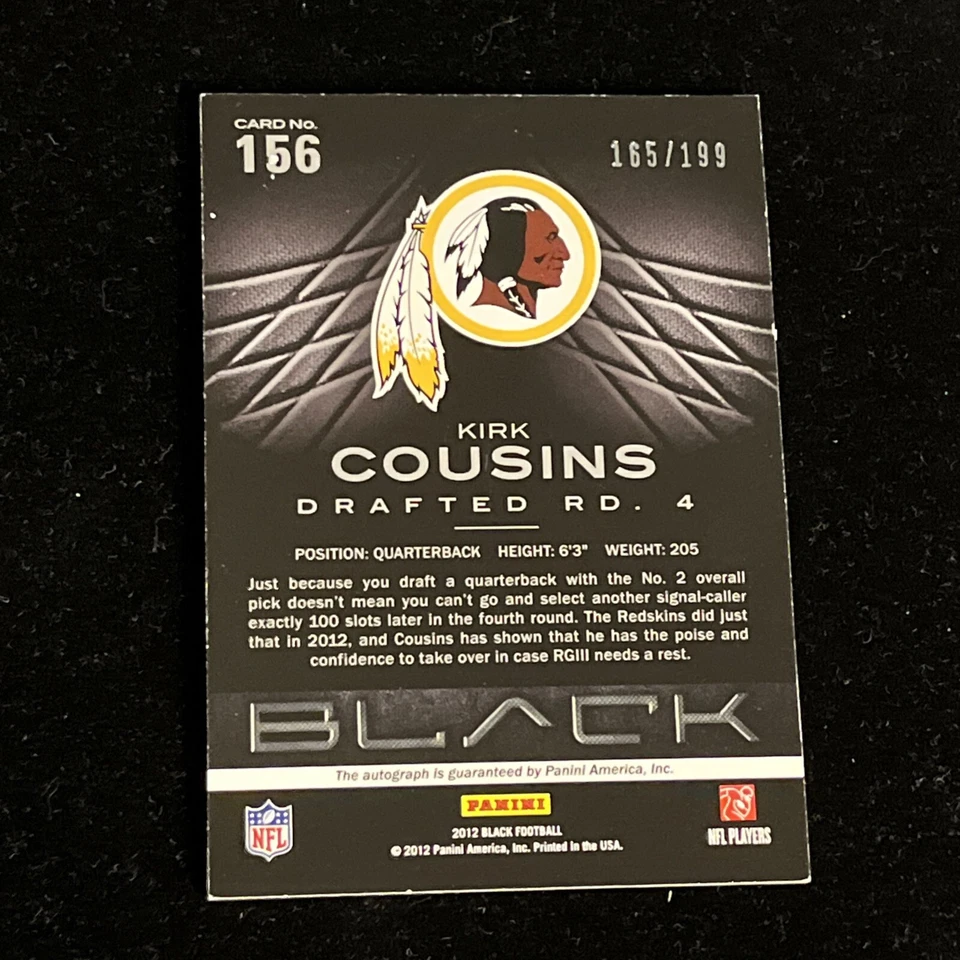 CARD No.
156
165/199
KIRK
COUSINS
DRAFTED RD. 4
POSITION: QUARTERBACK HEIGHT: 6'3" WEIGHT: 205
Just because you draft a quarterback with the No. 2 overall
pick doesn't mean you can't go and select another signal-caller
exactly 100 slots later in the fourth round. The Redskins did just
that in 2012, and Cousins has shown that he has the poise and
confidence to take over in case RGIII needs a rest.
BLACK
The autograph is guaranteed by Panini America, Inc.
PANINI
NFL
NFL PLAYERS
2012 BLACK FOOTBALL
© 2012 Panini America, Inc. Printed in the USA.